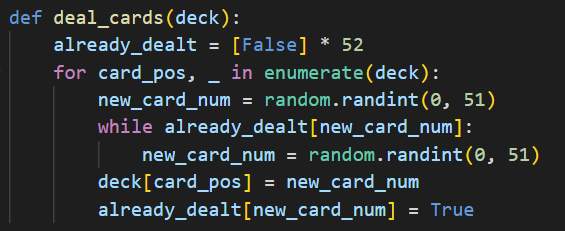 def deal_cards(deck):
    already_dealt = [False] * 52
    for card_pos, _ in enumerate(deck):
        new_card_num = random.randint(0, 51)
        while already_dealt[new_card_num]:
            new_card_num = random.randint(0, 51)
        deck[card_pos] = new_card_num
        already_dealt[new_card_num] = True